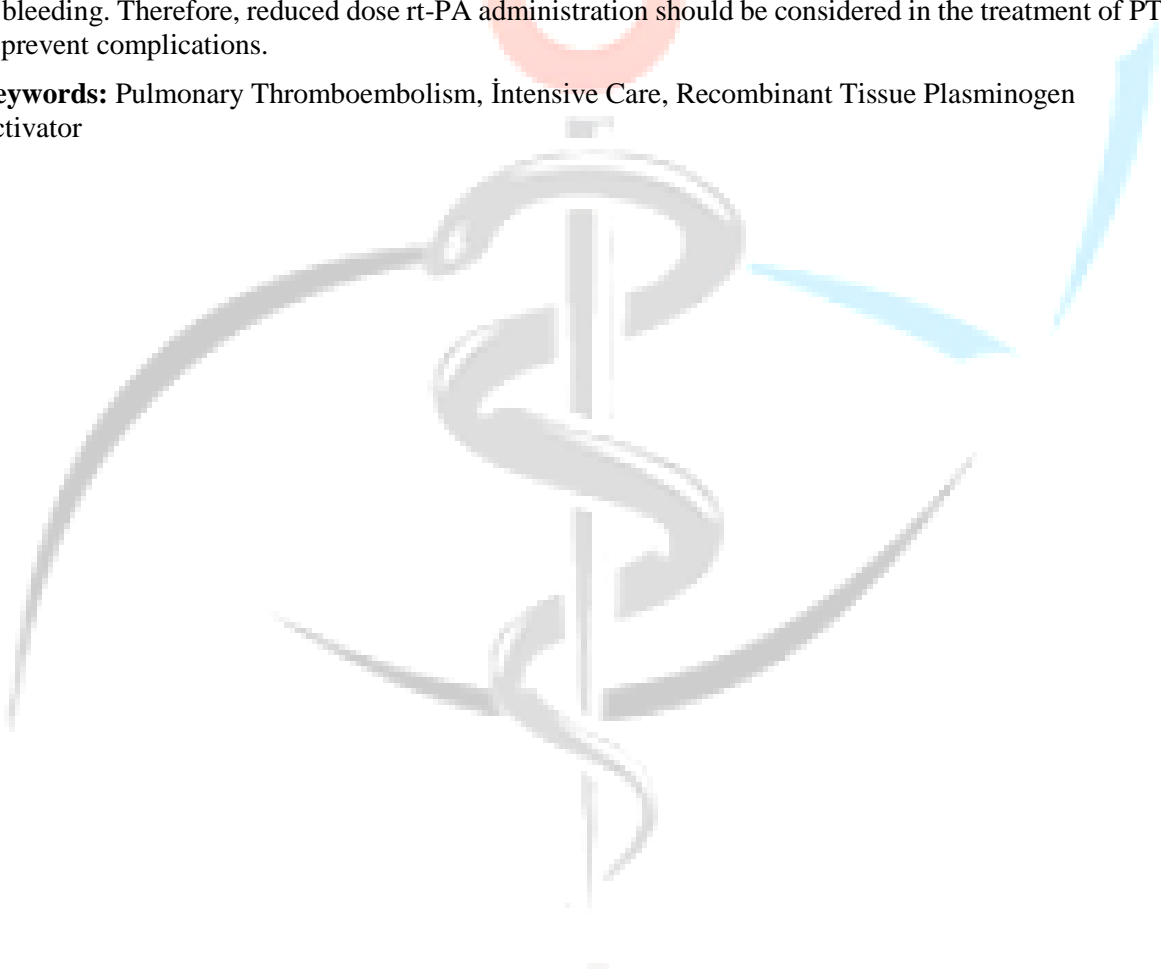 bleeding. Therefore, reduced dose rt-PA administration should be considered in the treatment of PT
prevent complications.
eywords: Pulmonary Thromboembolism, İntensive Care, Recombinant Tissue Plasminogen
ctivator